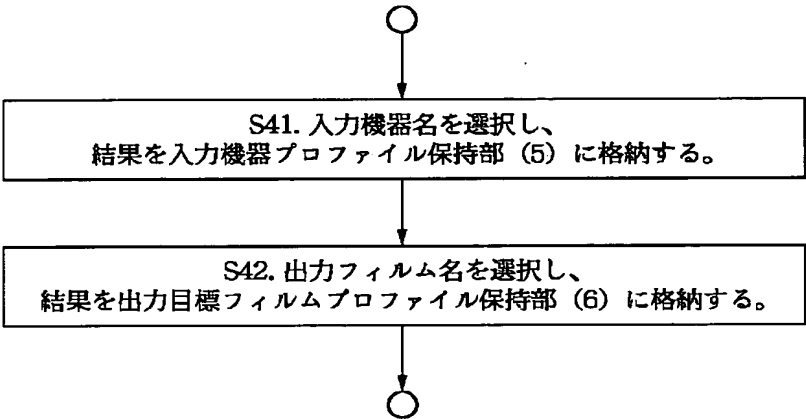 S41. 入力機器名を選択し、
結果を入力機器プロファイル保持部 (5) に格納する。
S42. 出力フィルム名を選択し、
結果を出力目標フィルムプロファイル保持部 (6) に格納する。